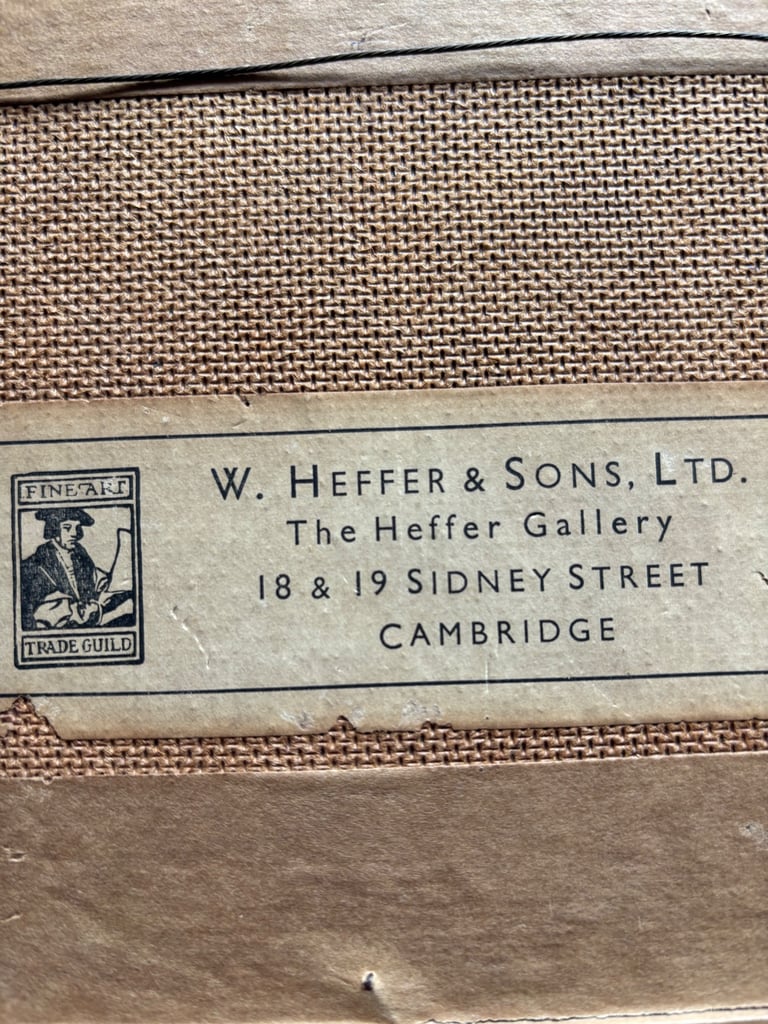 FINE ART
TRADE GUILD
W. HEFFER & SONS, LTD.
The Heffer Gallery
18 & 19 SIDNEY STREET
CAMBRIDGE